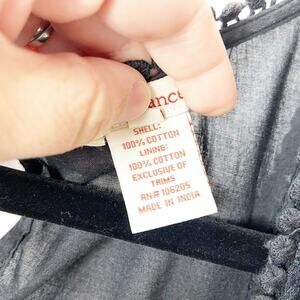 SHELL:
100% COTTON
LINING:
100% COTTON
EXCLUSIVE OF
TRIMS
RN# 106205
MADE IN INDIA